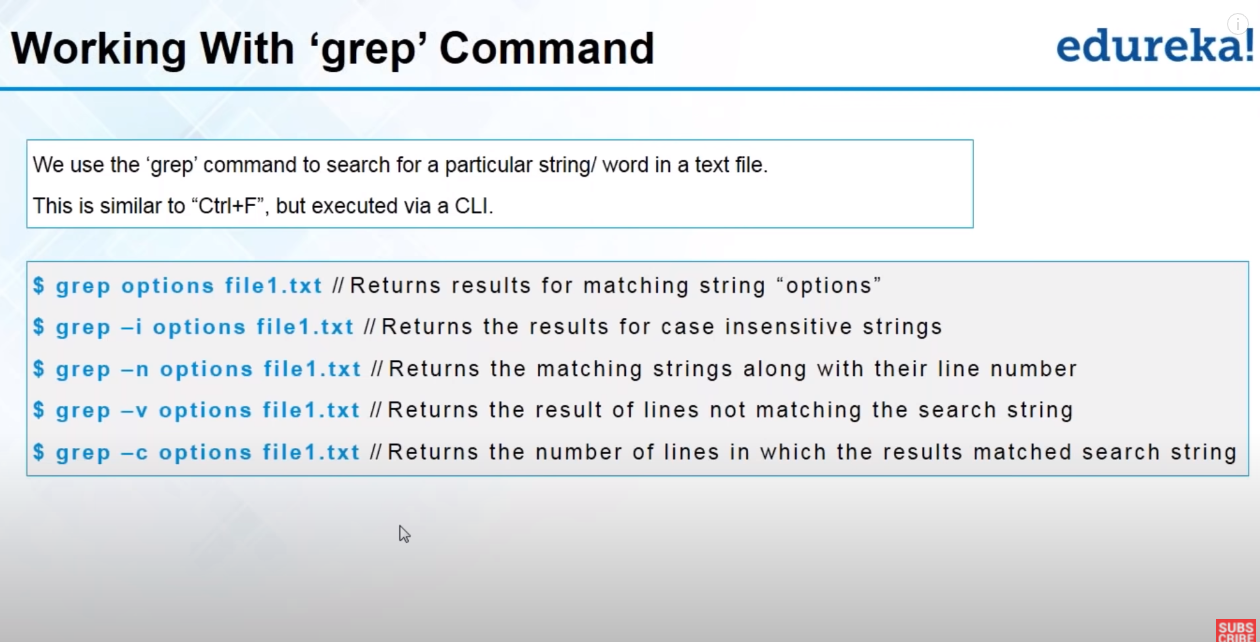 Working With ‘grep’ Command
edureka!
We use the ‘grep’ command to search for a particular string/ word in a text file.
This is similar to “Ctrl+F”, but executed via a CLI.
$ grep options file1.txt // Returns results for matching string “options”
$ grep –i options file1.txt // Returns the results for case insensitive strings
$ grep –n options file1.txt // Returns the matching strings along with their line number
$ grep –v options file1.txt // Returns the result of lines not matching the search string
$ grep –c options file1.txt // Returns the number of lines in which the results matched search string
SUBS
CRIBE